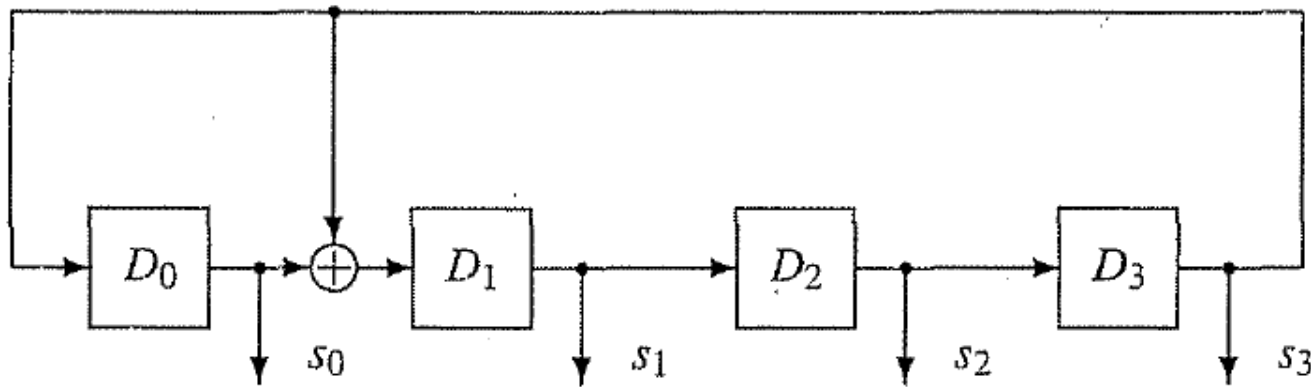 D₀ D₁ D₂ D₃
s₀ s₁ s₂ s₃